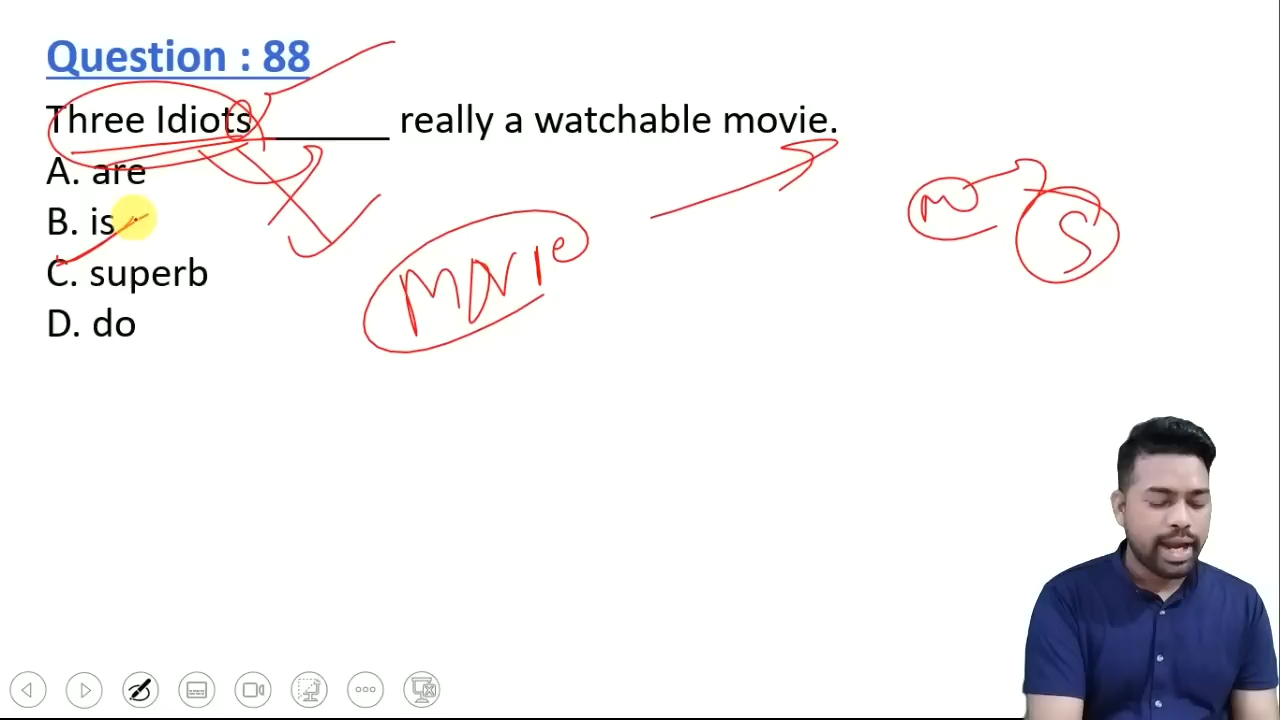 Question : 88
Three Idiots ______ really a watchable movie.
A. are
B. is
C. superb
D. do
Movie
M
S